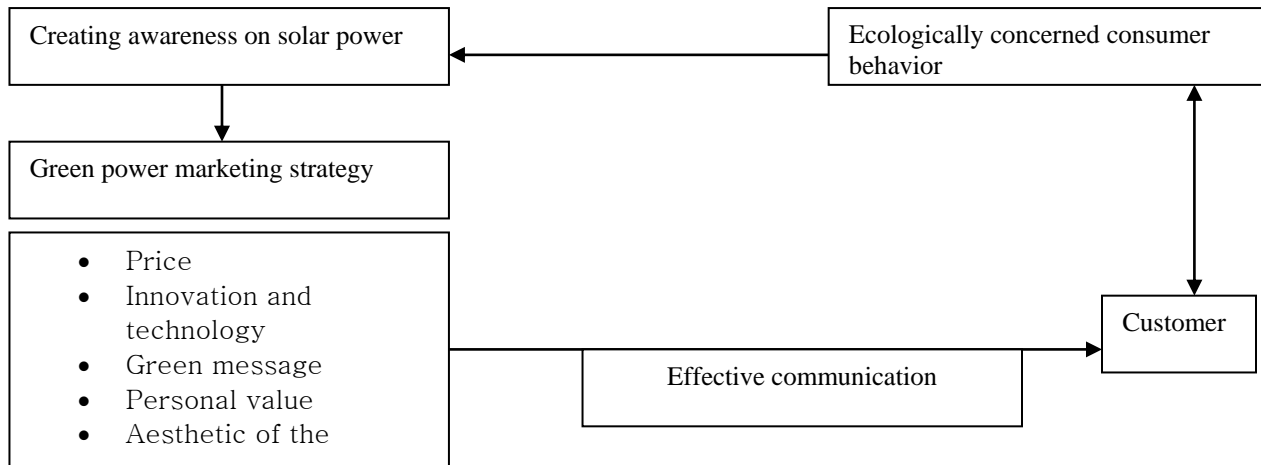 Creating awareness on solar power
Ecologically concerned consumer
behavior
Green power marketing strategy
• Price
• Innovation and
technology
• Green message
• Personal value
• Aesthetic of the
Effective communication
Customer